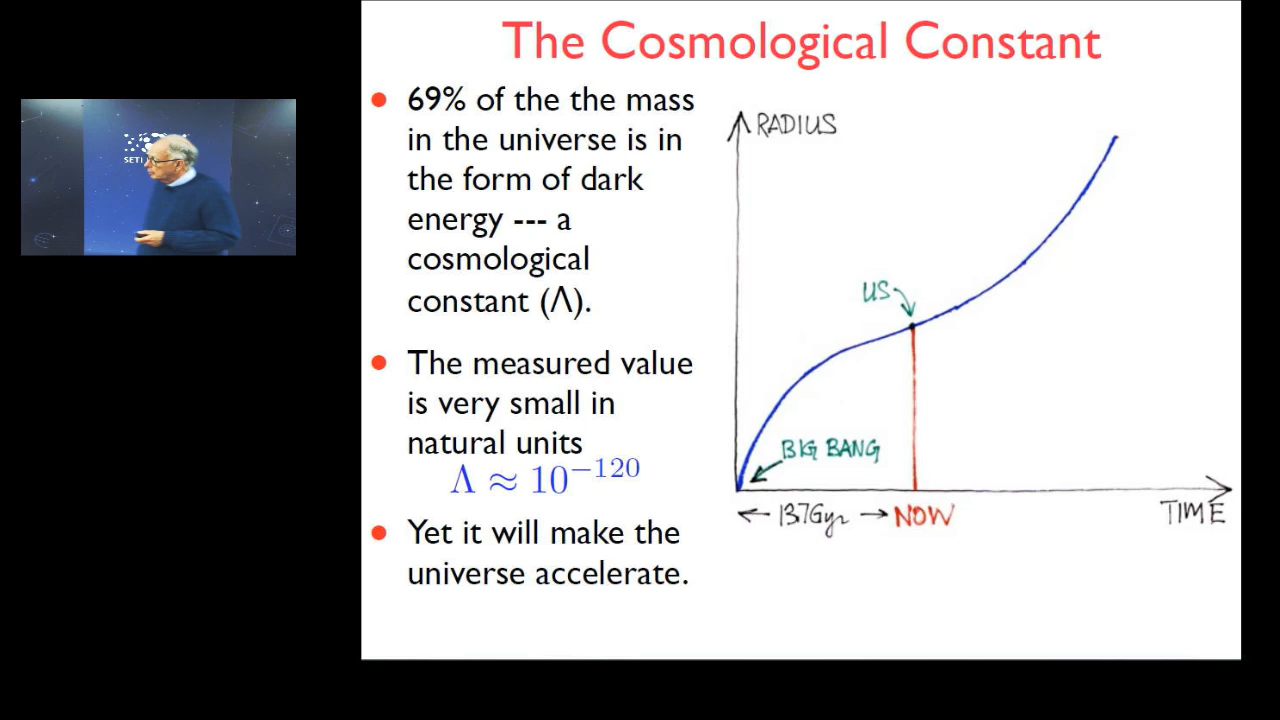 The Cosmological Constant
69% of the the mass
in the universe is in
the form of dark
energy --- a
cosmological
constant (Λ).
The measured value
is very small in
natural units
Λ ≈ 10⁻¹²⁰
Yet it will make the
universe accelerate.
RADIUS
US
BIG BANG
13.7Gyr
NOW
TIME
SETI